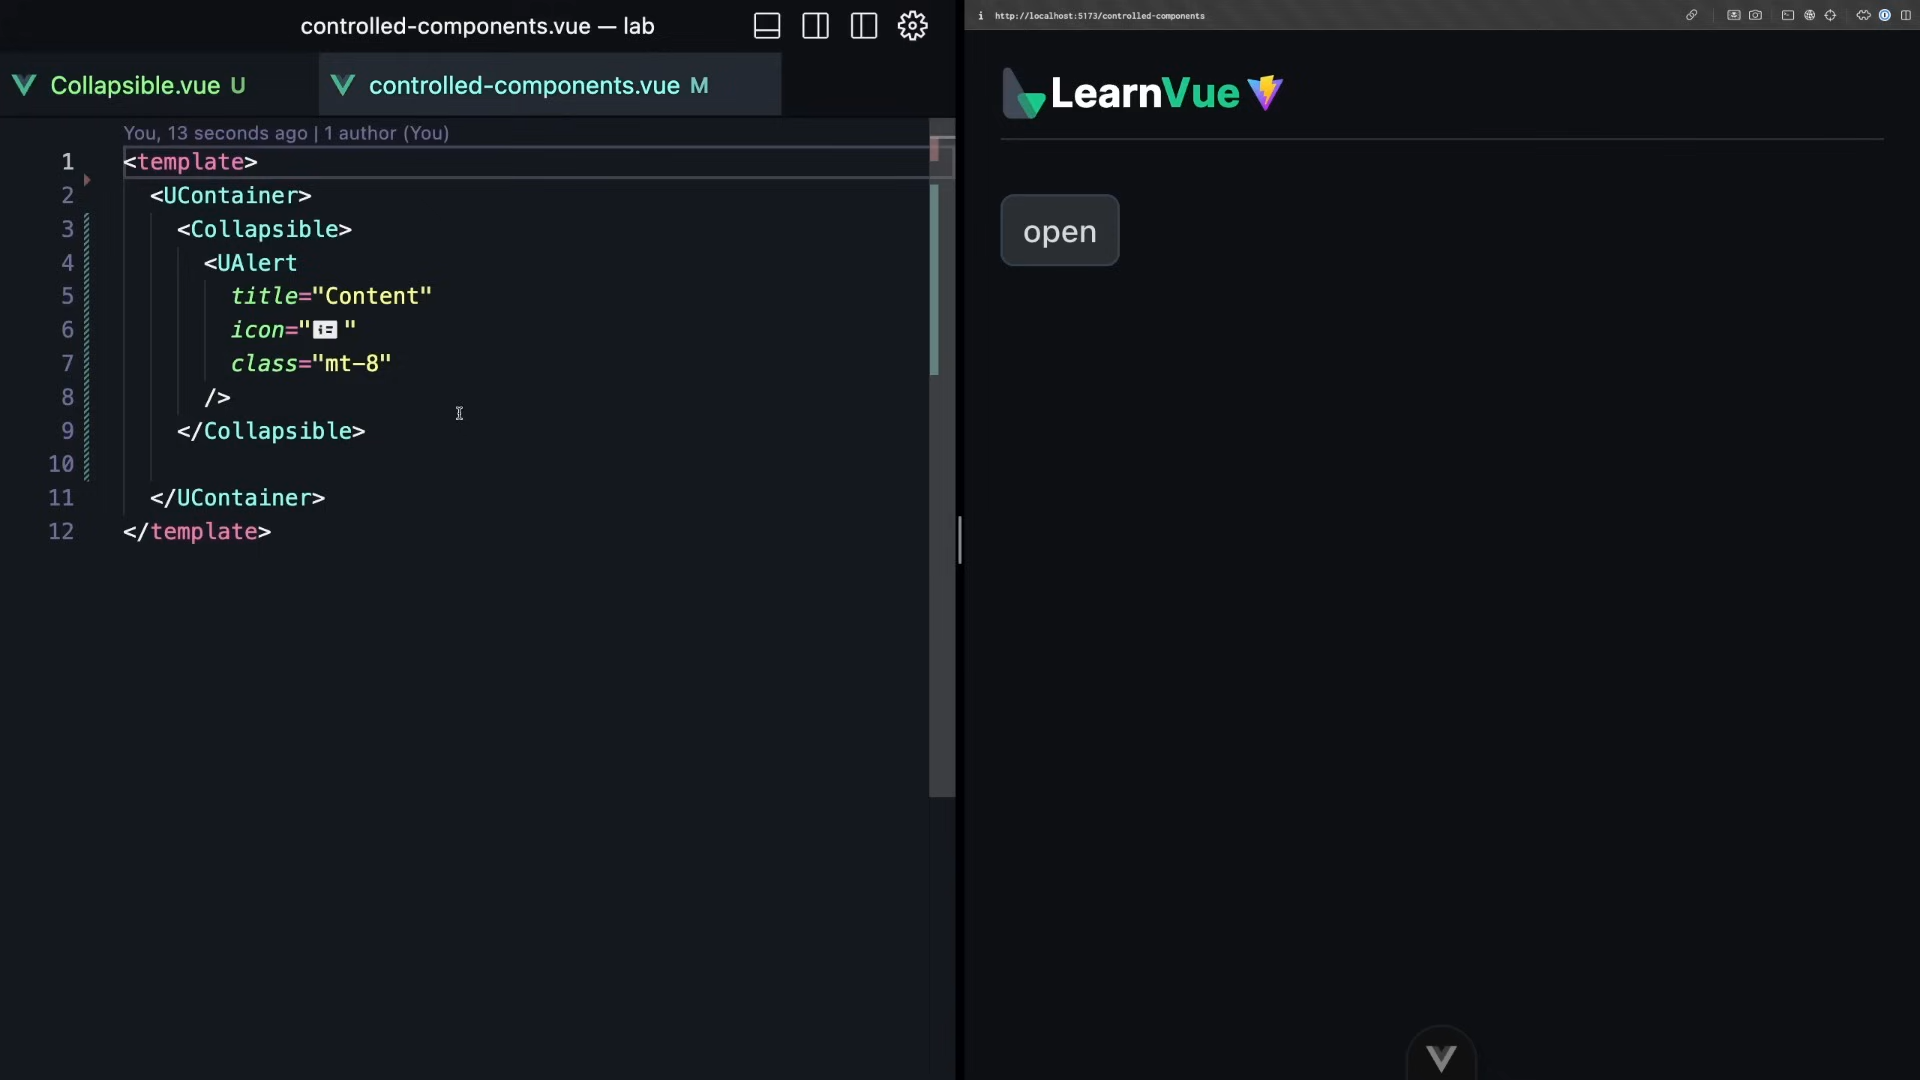 controlled-components.vue — lab
Collapsible.vue U
controlled-components.vue M
You, 13 seconds ago | 1 author (You)
1 <template>
2 <UContainer>
3 <Collapsible>
4 <UAlert
5 title="Content"
6 icon=" "
7 class="mt-8"
8 />
9 </Collapsible>
10
11 </UContainer>
12 </template>
http://localhost:5173/controlled-components
LearnVue
open